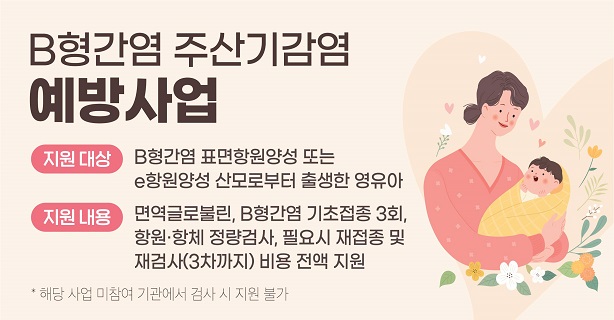 B형간염 주산기감염
예방사업
지원 대상
B형간염 표면항원양성 또는
e항원양성 산모로부터 출생한 영유아
지원 내용
면역글로불린, B형간염 기초접종 3회,
항원·항체 정량검사, 필요시 재접종 및
재검사(3차까지) 비용 전액 지원
* 해당 사업 미참여 기관에서 검사 시 지원 불가